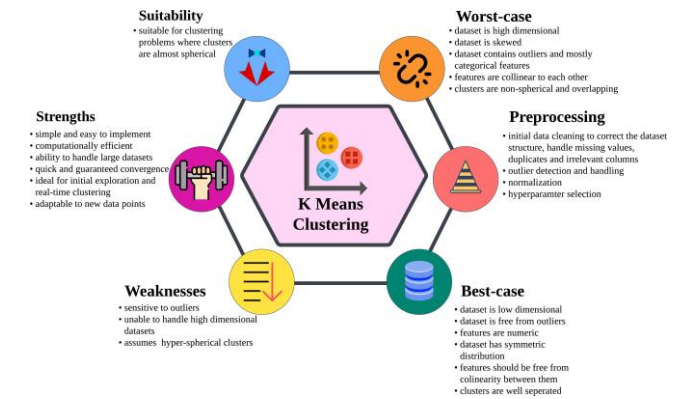 Suitability
• suitable for clustering
problems where clusters
are almost spherical
Worst-case
• dataset is high dimensional
• dataset is skewed
• dataset contains outliers and mostly
categorical features
• features are collinear to each other
• clusters are non-spherical and overlapping
Strengths
• simple and easy to implement
• computationally efficient
• ability to handle large datasets
• quick and guaranteed convergence
• ideal for initial exploration and
real-time clustering
• adaptable to new data points
K Means
Clustering
Preprocessing
• initial data cleaning to correct the dataset
structure, handle missing values,
duplicates and irrelevant columns
• outlier detection and handling
• normalization
• hyperparamter selection
Weaknesses
• sensitive to outliers
• unable to handle high dimensional
datasets
• assumes hyper-spherical clusters
Best-case
• dataset is low dimensional
• dataset is free from outliers
• features are numeric
• dataset has symmetric
distribution
• features should be free from
colinearity between them
• clusters are well seperated